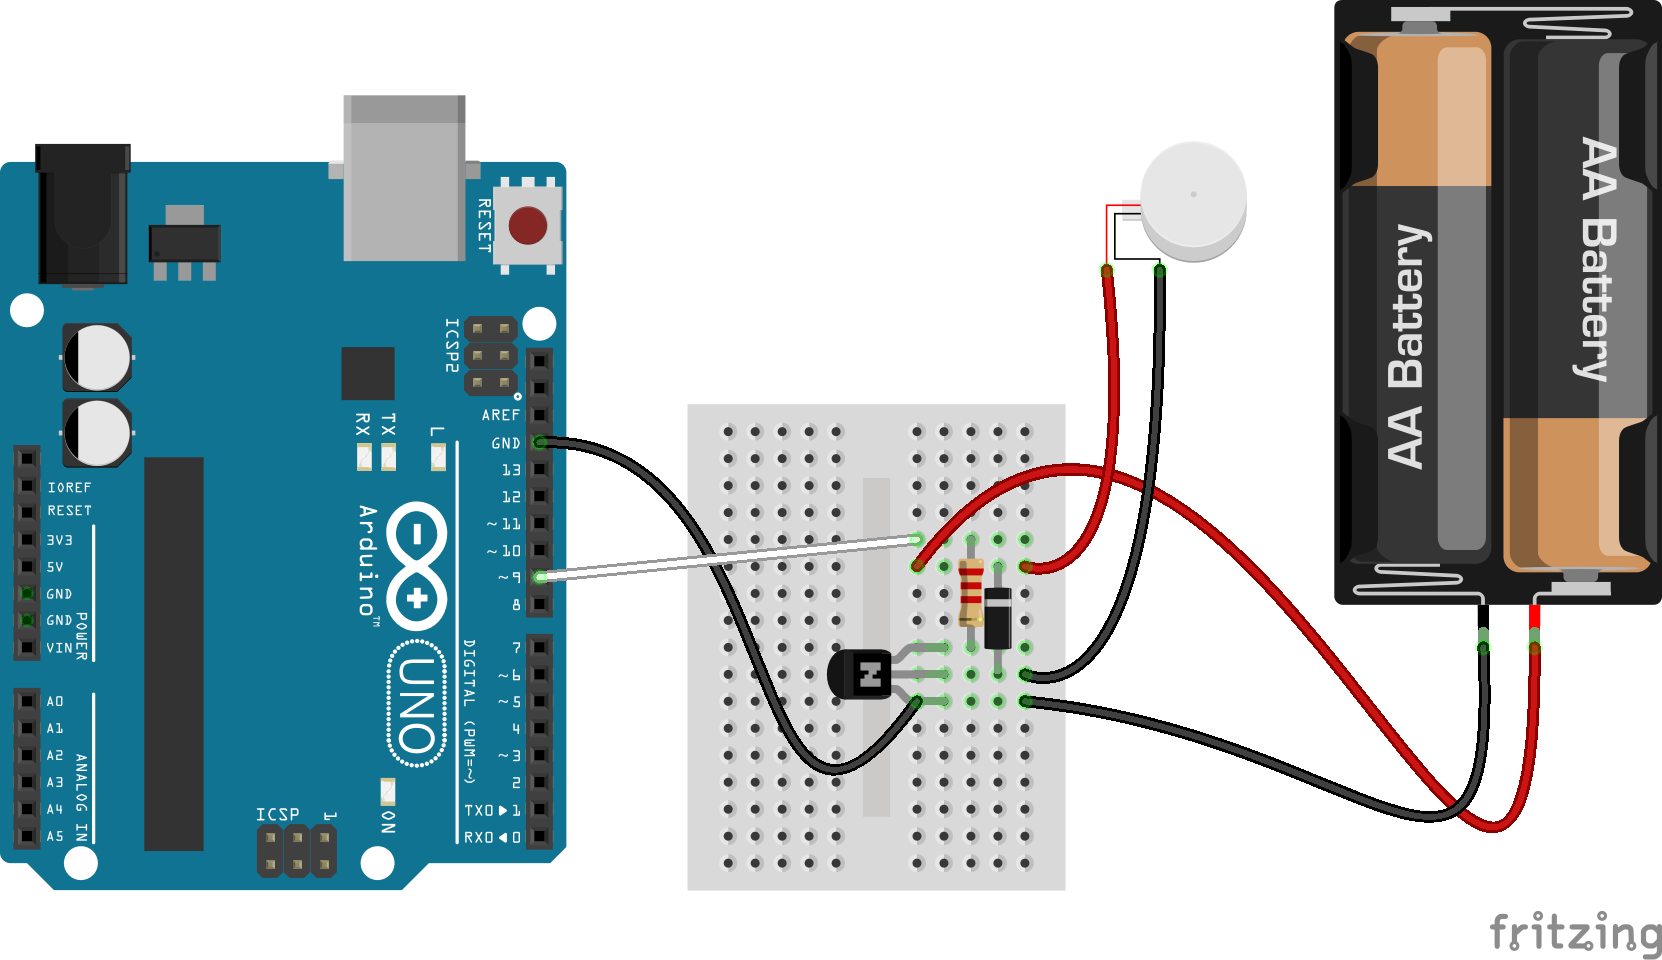 RESET
ICSP2
AREF
GND
13
12
~11
~10
~9
8
7
~6
~5
4
~3
2
TX0▶1
RX0◀0
DIGITAL (PWM=~)
RX
TX
L
Arduino™
UNO
IOREF
RESET
3V3
5V
GND
GND
VIN
POWER
A0
A1
A2
A3
A4
A5
ANALOG IN
ICSP
1
ON
N
AA Battery
AA Battery
fritzing